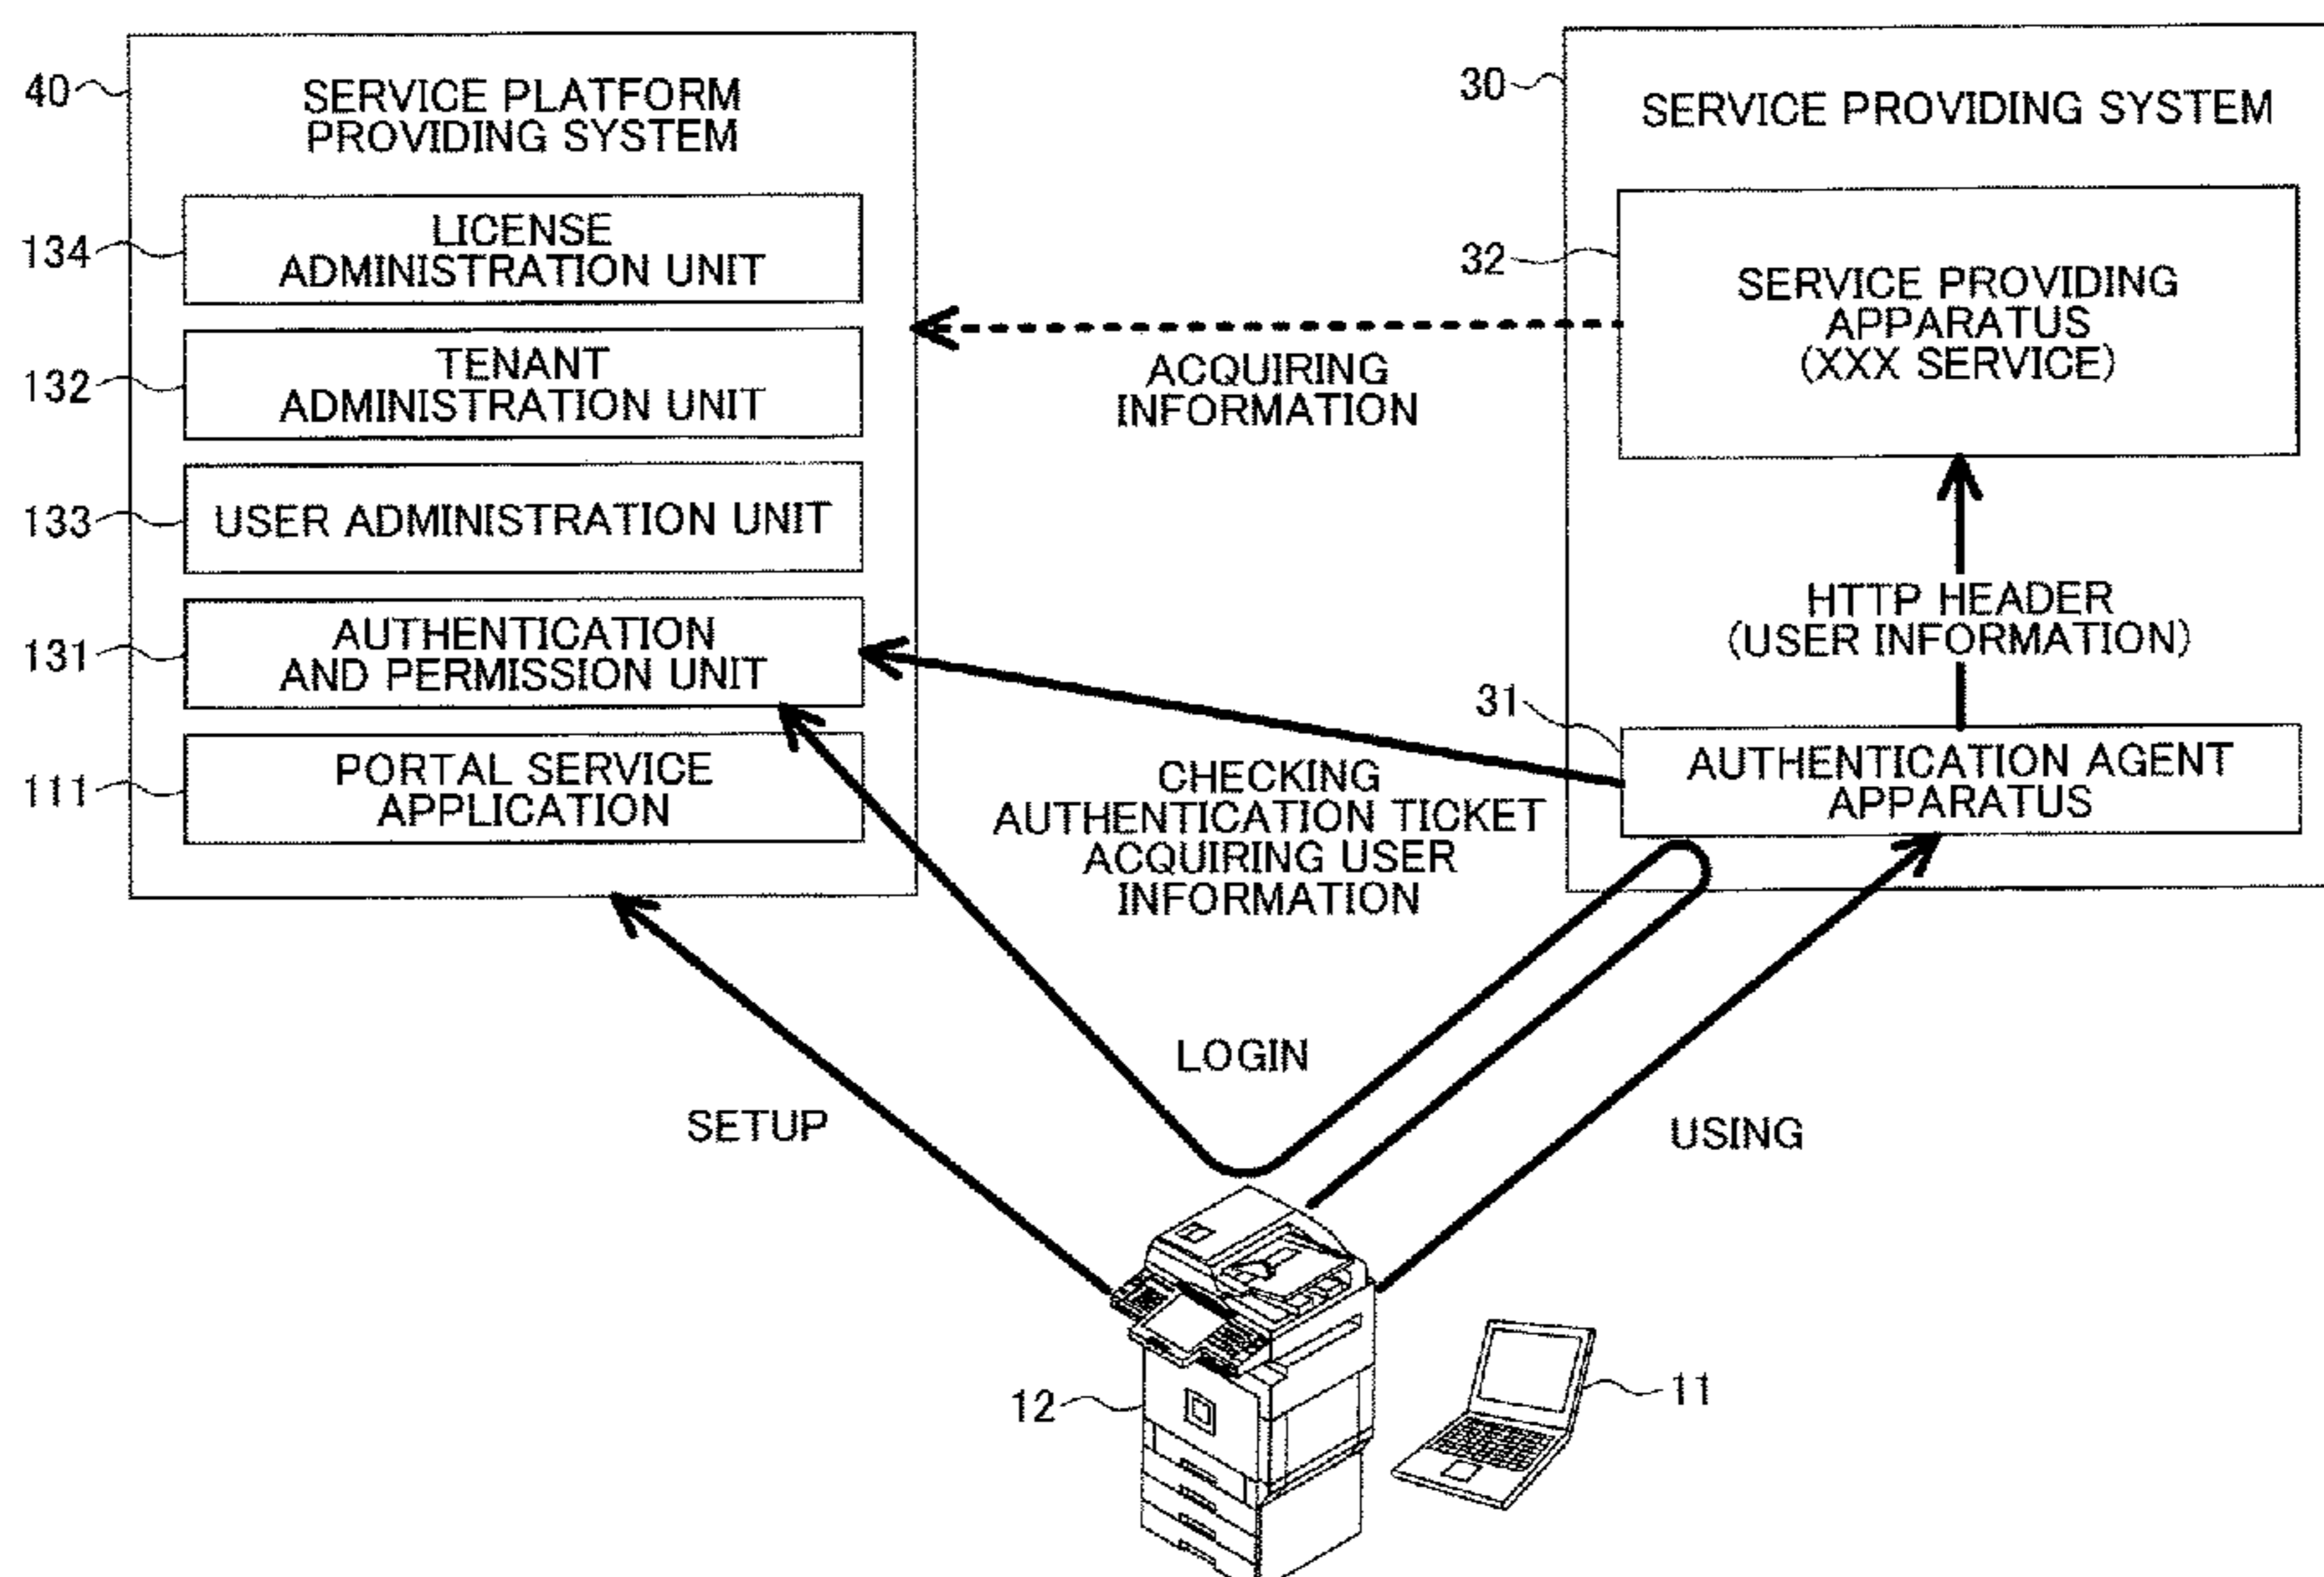 40
SERVICE PLATFORM
PROVIDING SYSTEM
134
LICENSE
ADMINISTRATION UNIT
132
TENANT
ADMINISTRATION UNIT
133
USER ADMINISTRATION UNIT
131
AUTHENTICATION
AND PERMISSION UNIT
111
PORTAL SERVICE
APPLICATION
30
SERVICE PROVIDING SYSTEM
32
SERVICE PROVIDING
APPARATUS
(XXX SERVICE)
ACQUIRING
INFORMATION
HTTP HEADER
(USER INFORMATION)
31
AUTHENTICATION AGENT
APPARATUS
CHECKING
AUTHENTICATION TICKET
ACQUIRING USER
INFORMATION
LOGIN
SETUP
USING
12
11